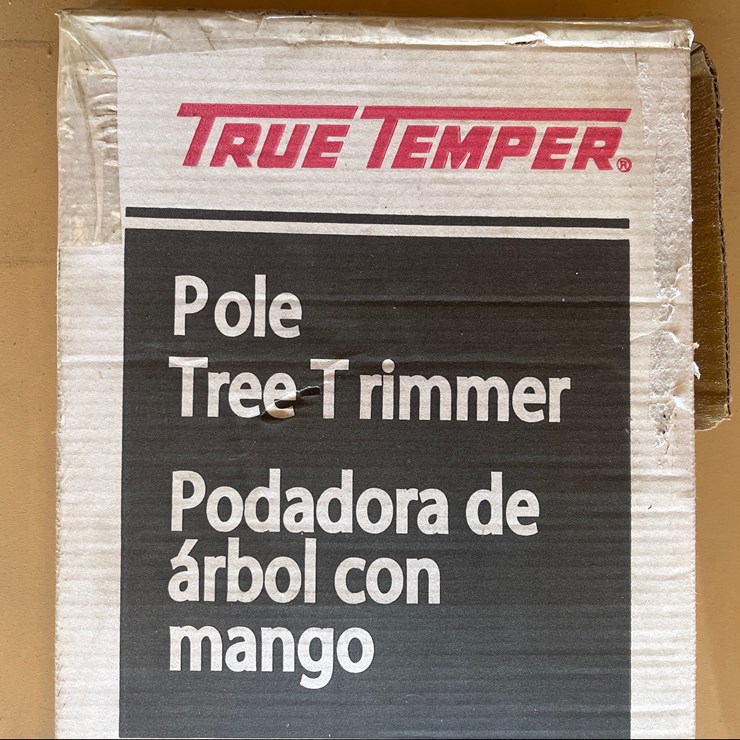 TRUE TEMPER®
Pole
Tree Trimmer
Podadora de
árbol con
mango